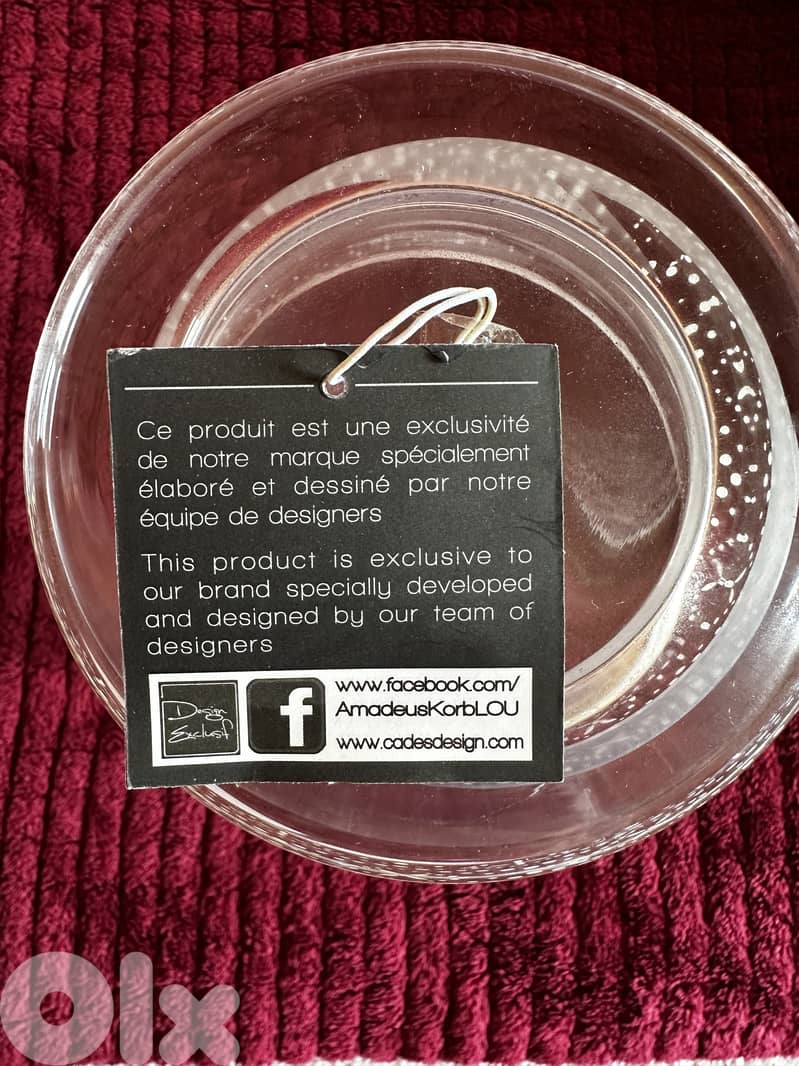 Ce produit est une exclusivité
de notre marque spécialement
élaboré et dessiné par notre
équipe de designers
This product is exclusive to
our brand specially developed
and designed by our team of
designers
Design
Exclusif
f
www.facebook.com/
AmadeusKorbLOU
www.cadesdesign.com
Olx